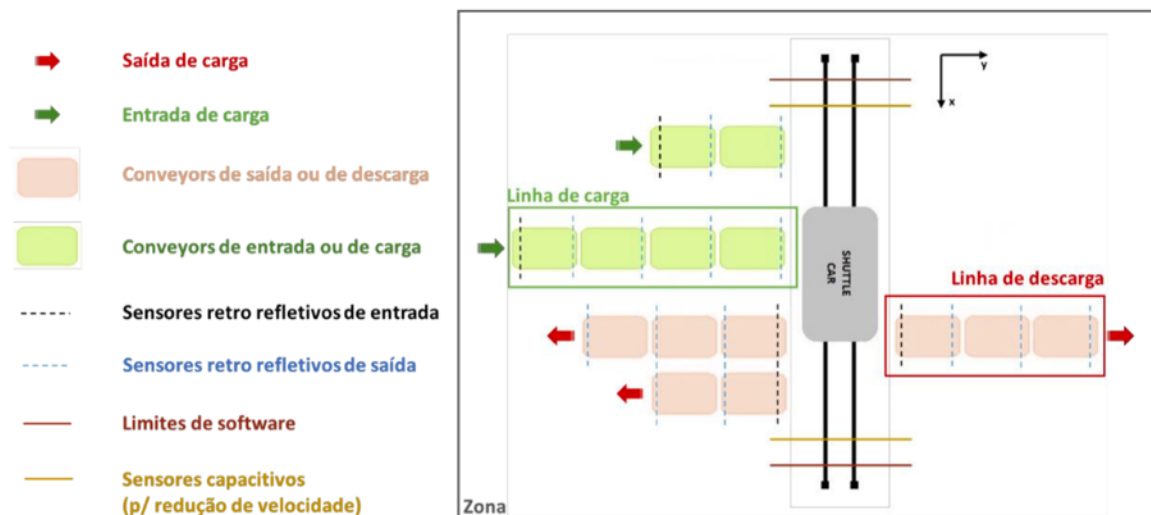 Saída de carga
Entrada de carga
Conveyors de saída ou de descarga
Conveyors de entrada ou de carga
Sensores retro refletivos de entrada
Sensores retro refletivos de saída
Limites de software
Sensores capacitivos
(p/ redução de velocidade)
y
x
Linha de carga
SHUTTLE
CAR
Linha de descarga
Zona